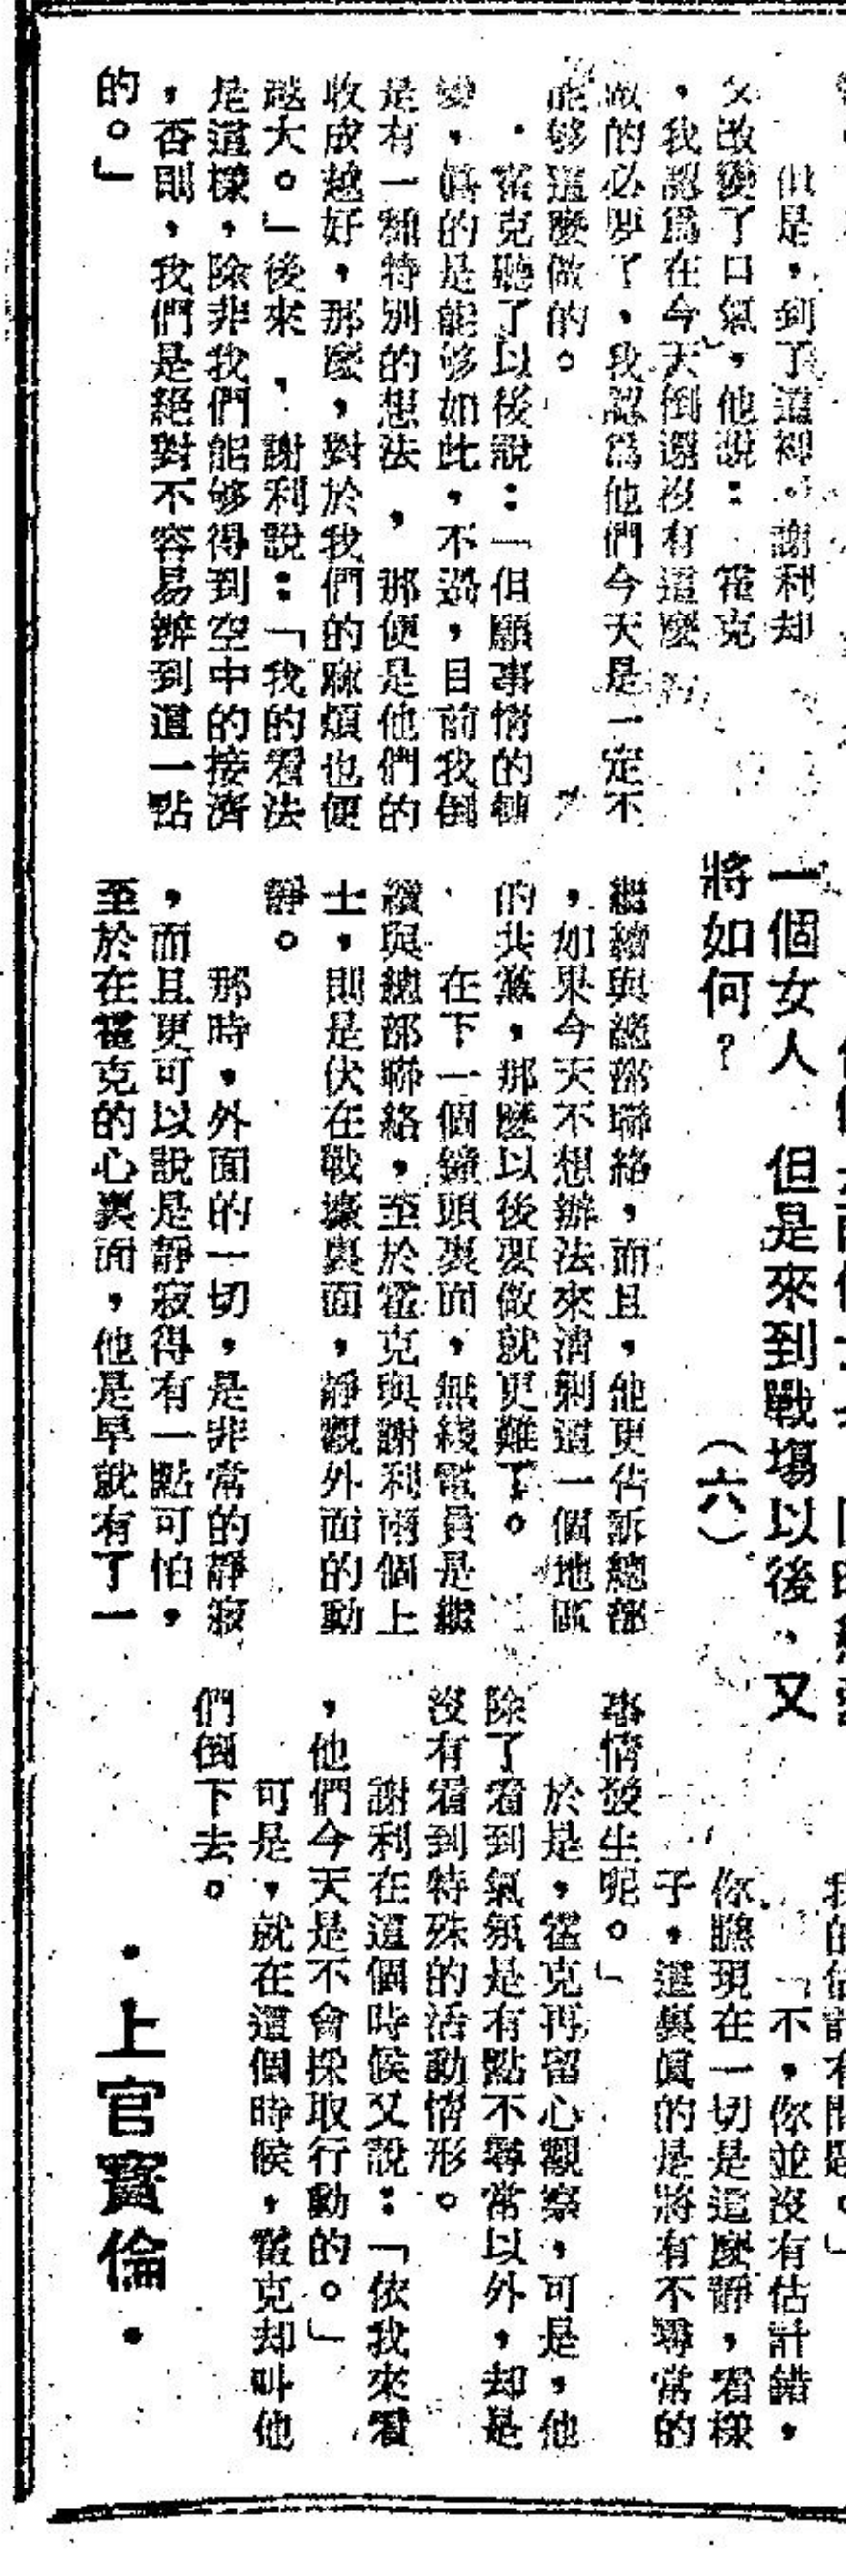 但是，到了這裡，謝利却
又改變了口氣，他說：霍克
，我認爲在今天倒還沒有這麽
做的必要了，我認爲他們今天是一定不
能够這麽做的。
霍克聽了以後說：「但願事情的轉
變，眞的是能够如此，不過，目前我倒
是有一種特別的想法，那便是他們的
收成越好，那麽，對於我們的麻煩也便
越大。」後來，謝利說：「我的看法
是這樣，除非我們能够得到空中的接濟
，否則，我們是絕對不容易辦到這一點
的。」
一個女人 但是來到戰場以後，又
將如何？ （六）
繼續與總部聯絡，而且，他更告訴總部
，如果今天不想辦法來清剿這一個地區
的共黨，那麽以後要做就更難了。
在下一個鐘頭裏面，無綫電員是繼
續與總部聯絡，至於霍克與謝利兩個上
士，則是伏在戰壕裏面，靜觀外面的動
靜。
那時，外面的一切，是非常的靜寂
，而且更可以說是靜寂得有一點可怕，
至於在霍克的心裏面，他是早就有了一
「不，你並沒有估計錯，
你瞧現在一切是這麽靜，看樣
子，這裏眞的是將有不尋常的
事情發生呢。」
於是，霍克再留心觀察，可是，他
除了看到氣氛是有點不尋常以外，却是
沒有看到特殊的活動情形。
謝利在這個時候又說：「依我來看
，他們今天是不會採取行動的。」
可是，就在這個時候，霍克却叫他
們倒下去。
·上官寳倫·